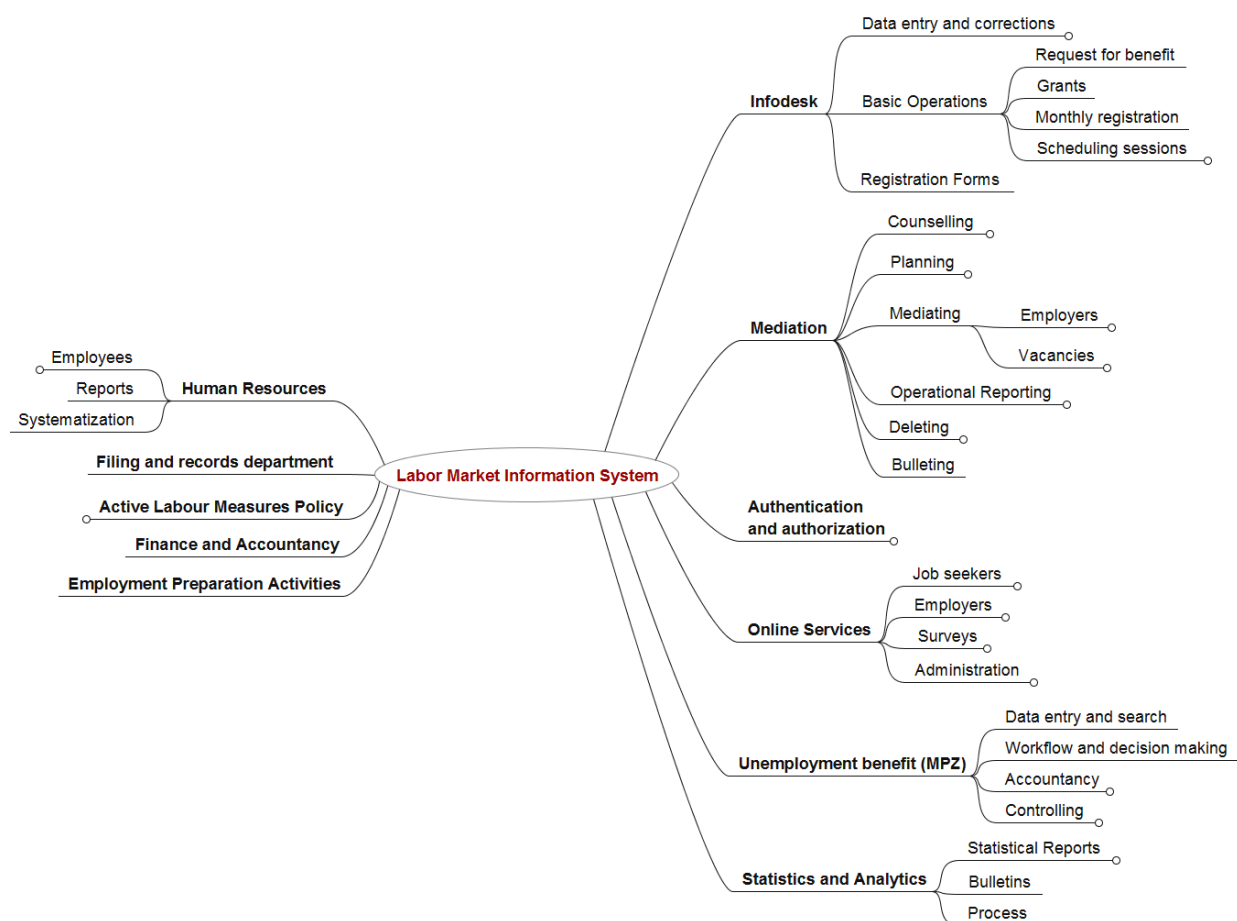 Data entry and corrections
Request for benefit
Infodesk
Basic Operations
Grants
Monthly registration
Scheduling sessions
Registration Forms
Counselling
Planning
Mediation
Mediating
Employers
Vacancies
Operational Reporting
Deleting
Bulleting
Employees
Human Resources
Reports
Systematization
Filing and records department
Labor Market Information System
Active Labour Measures Policy
Finance and Accountancy
Employment Preparation Activities
Authentication
and authorization
Job seekers
Online Services
Employers
Surveys
Administration
Data entry and search
Unemployment benefit (MPZ)
Workflow and decision making
Accountancy
Controlling
Statistical Reports
Statistics and Analytics
Bulletins
Process